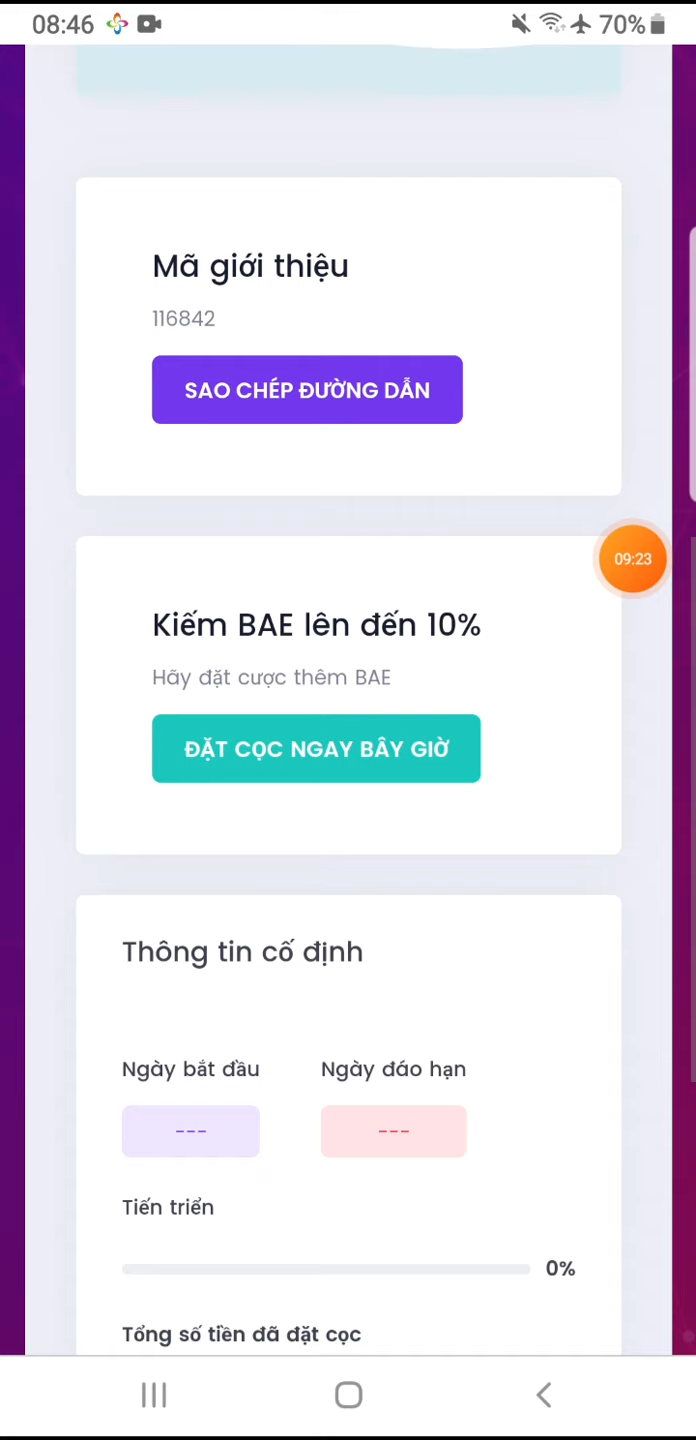 08:46 70%
Mã giới thiệu
116842
SAO CHÉP ĐƯỜNG DẪN
09:23
Kiếm BAE lên đến 10%
Hãy đặt cược thêm BAE
ĐẶT CỌC NGAY BÂY GIỜ
Thông tin cố định
Ngày bắt đầu Ngày đáo hạn
--- ---
Tiến triển
0%
Tổng số tiền đã đặt cọc